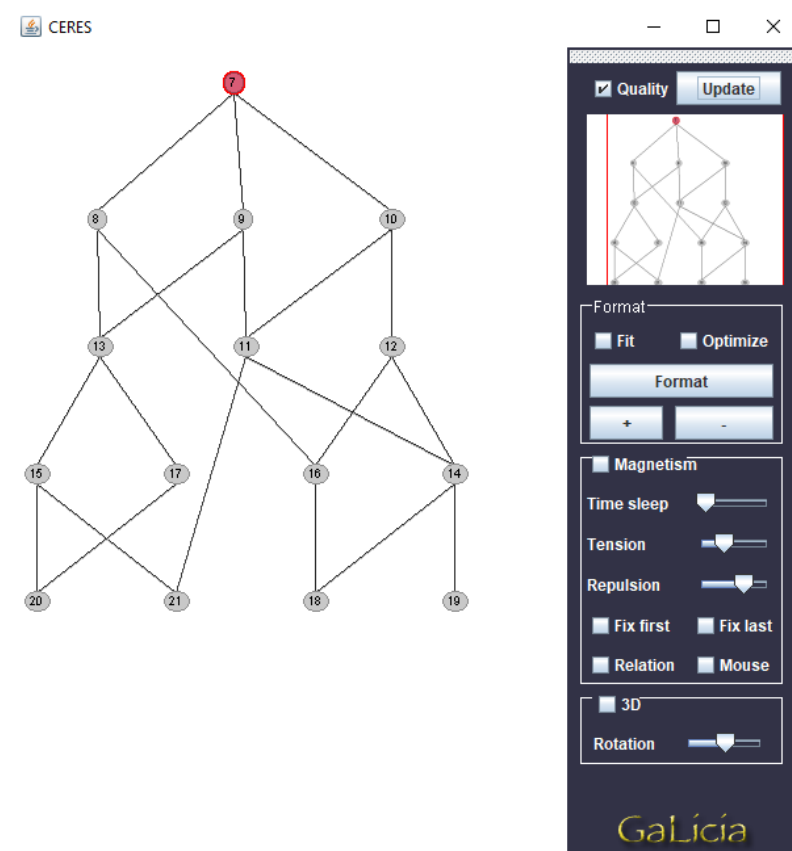 CERES
7
8 9 10
13 11 12
15 17 16 14
20 21 18 19
Quality Update
Format
Fit Optimize
Format
+ -
Magnetism
Time sleep
Tension
Repulsion
Fix first Fix last
Relation Mouse
3D
Rotation
GaLicia